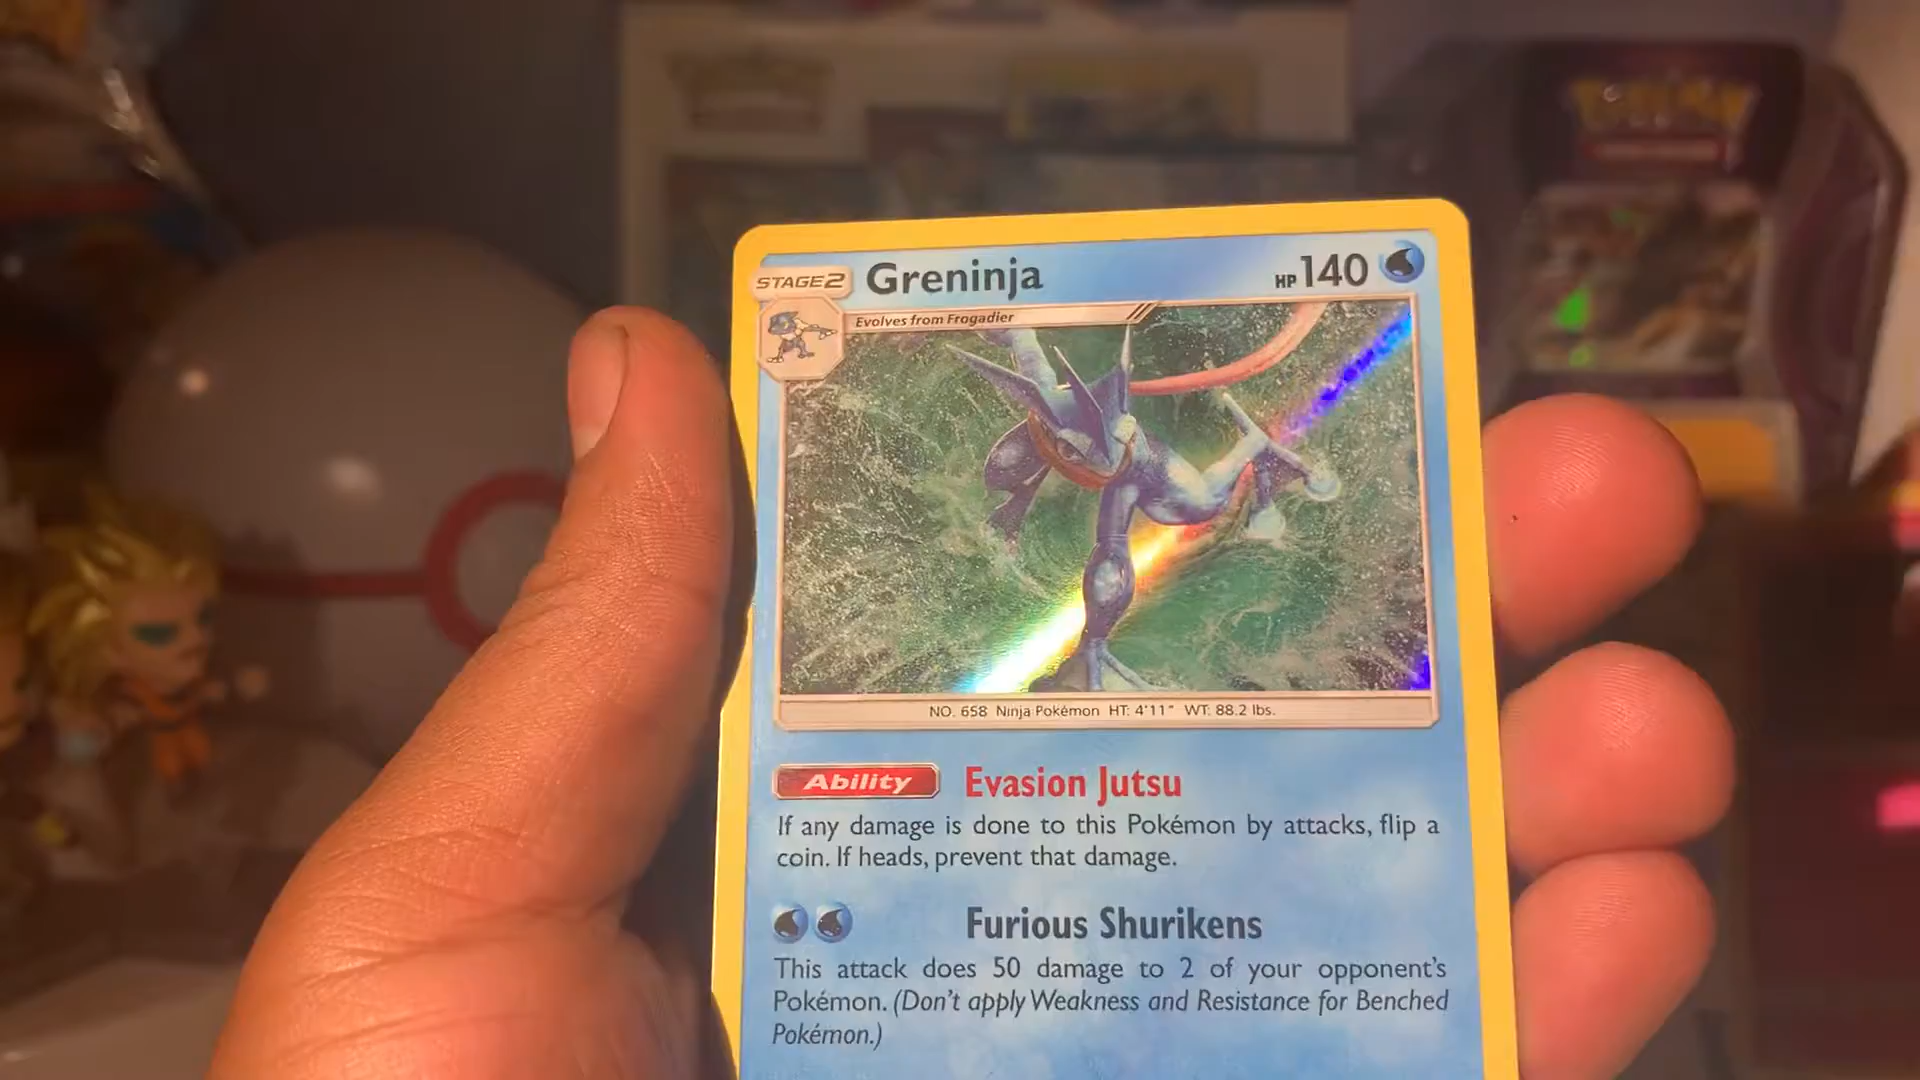 Pokémon
STAGE2 Greninja HP 140
Evolves from Frogadier
NO. 658 Ninja Pokémon HT: 4'11" WT: 88.2 lbs.
Ability Evasion Jutsu
If any damage is done to this Pokémon by attacks, flip a
coin. If heads, prevent that damage.
Furious Shurikens
This attack does 50 damage to 2 of your opponent's
Pokémon. (Don't apply Weakness and Resistance for Benched
Pokémon.)